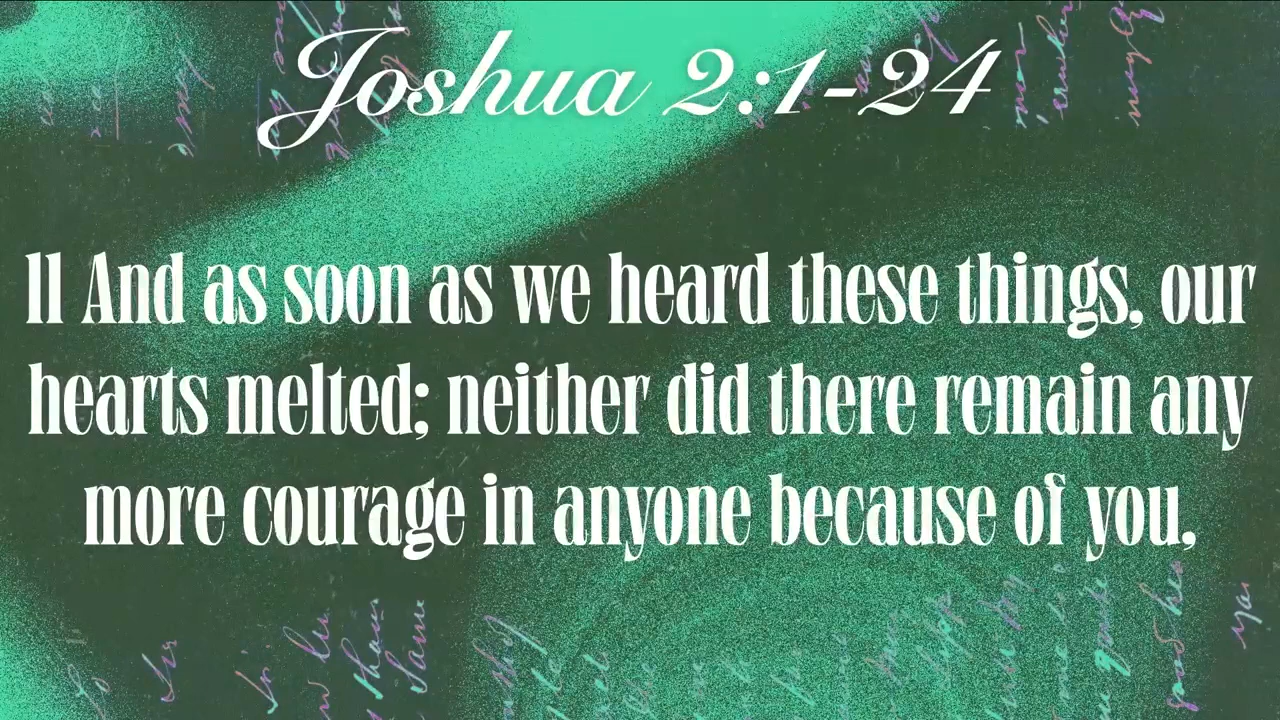 Joshua 2:1-24
11 And as soon as we heard these things, our
hearts melted; neither did there remain any
more courage in anyone because of you,